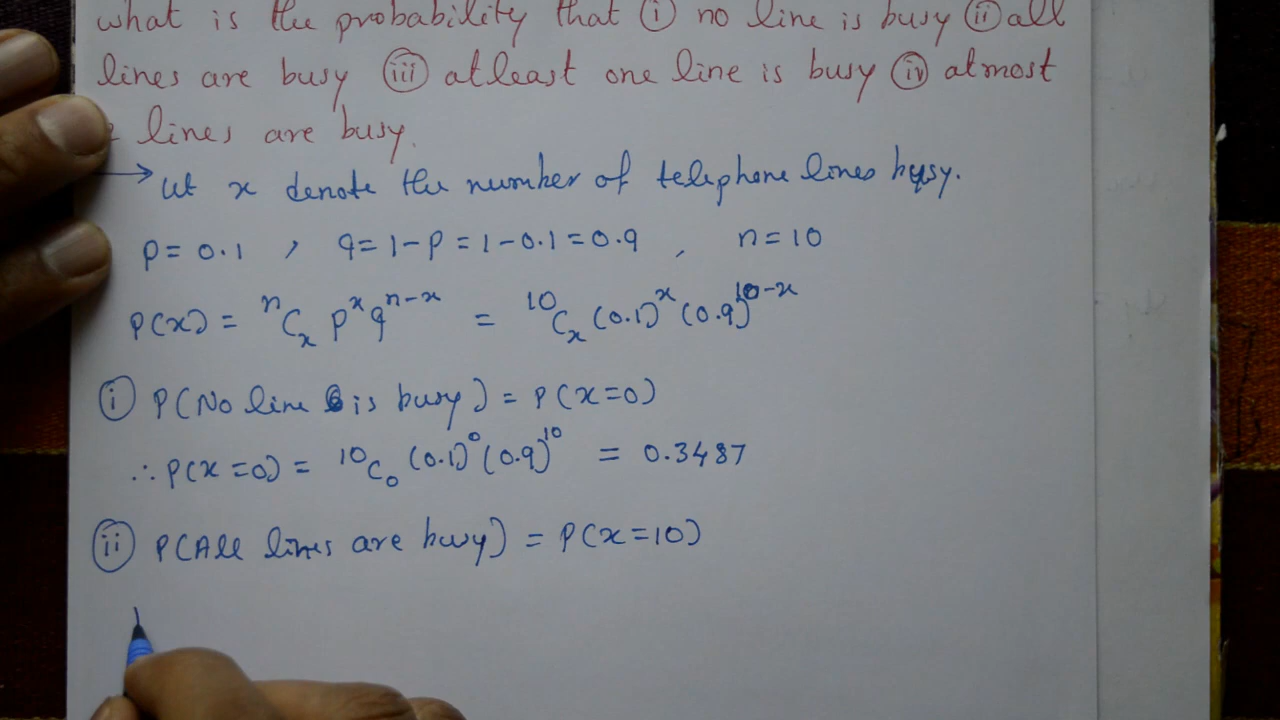 what is the probability that (i) no line is busy (ii) all
lines are busy (iii) atleast one line is busy (iv) atmost
lines are busy.
→ Let x denote the number of telephone lines busy.
p = 0.1 , q = 1-p = 1-0.1 = 0.9 , n = 10
P(x) = ⁿCₓ pˣ qⁿ⁻ˣ = ¹⁰Cₓ (0.1)ˣ (0.9)¹⁰⁻ˣ
(i) P(No line is busy) = P(x=0)
∴ P(x=0) = ¹⁰C₀ (0.1)⁰ (0.9)¹⁰ = 0.3487
(ii) P(All lines are busy) = P(x=10)